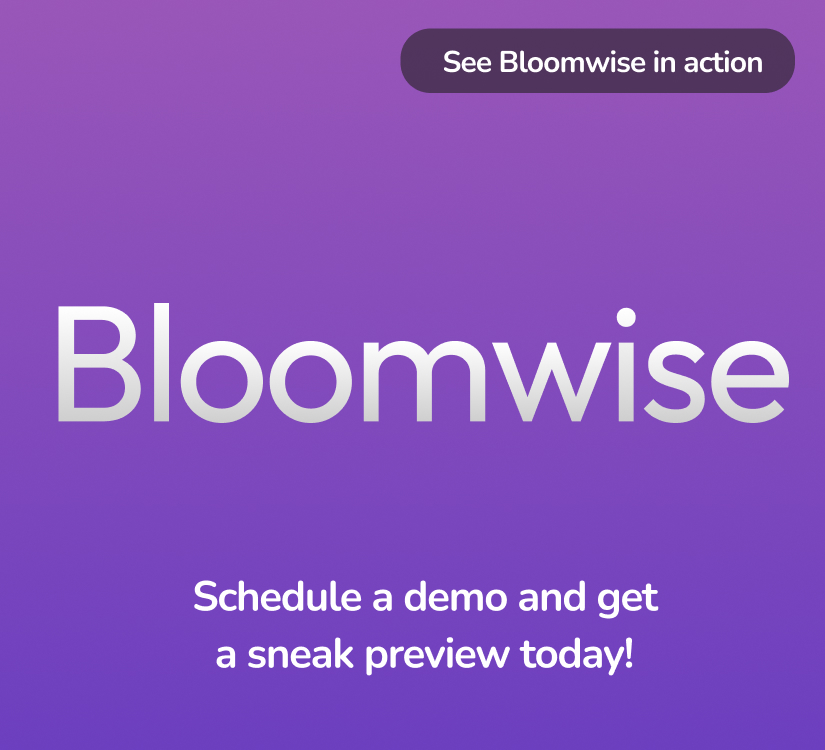 See Bloomwise in action
Bloomwise
Schedule a demo and get
a sneak preview today!